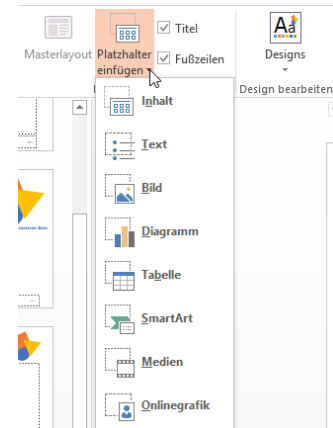 Titel
Masterlayout Platzhalter einfügen
Fußzeilen
Designs
Design bearbeiten
Inhalt
Text
Bild
Diagramm
Tabelle
SmartArt
Medien
Onlinegrafik